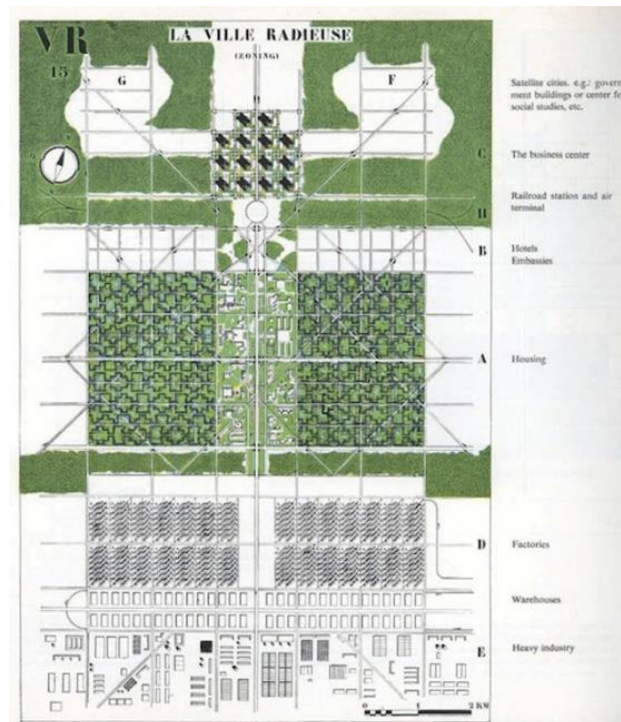 VR
15
LA VILLE RADIEUSE
(ZONING)
G
F
Satellite cities. e.g.: govern
ment buildings or center fo
social studies, etc.
C
The business center
H
Railroad station and air
terminal
B
Hotels
Embassies
A
Housing
D
Factories
Warehouses
E
Heavy industry
0 1 2 KM